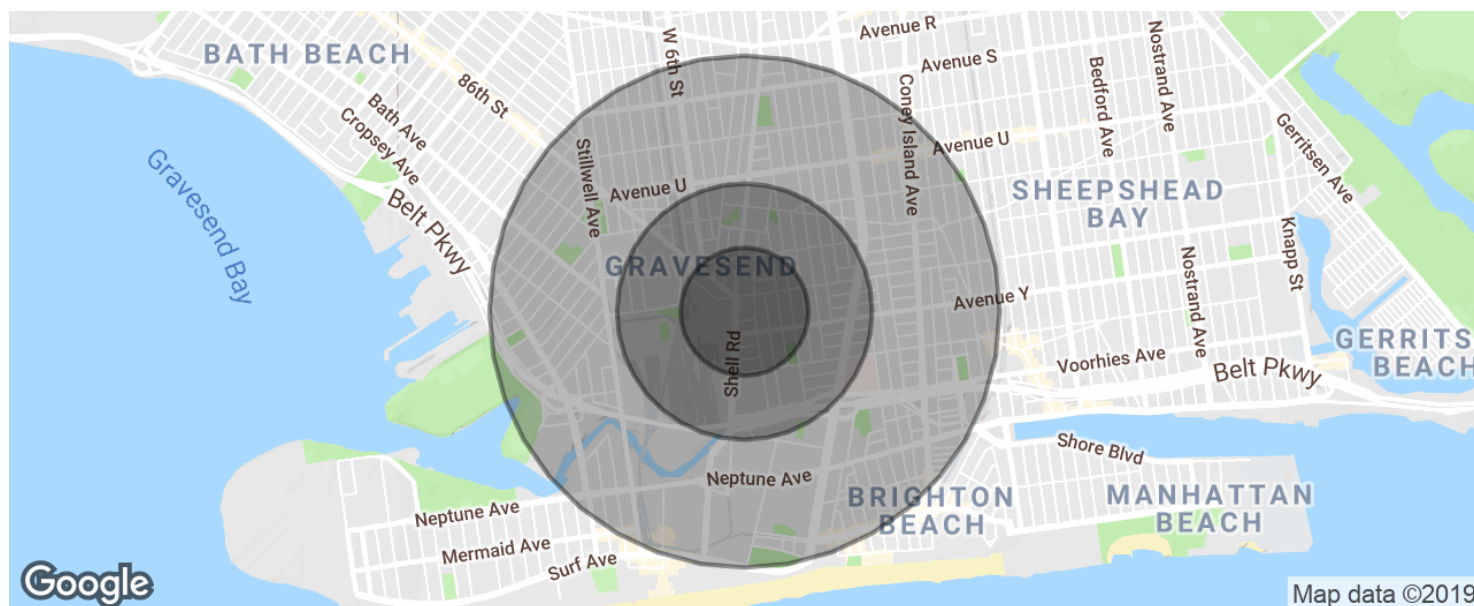 Avenue R
BATH BEACH
W 6th St
Nostrand Ave
Avenue S
Bedford Ave
86th St
Coney Island Ave
Bath Ave
Cropsey Ave
Gerritsen Ave
Avenue U
Stillwell Ave
Gravesend Bay
Avenue U
SHEEPSHEAD
BAY
Belt Pkwy
Knapp St
GRAVESEND
Nostrand Ave
Avenue Y
Shell Rd
GERRITS
BEACH
Voorhies Ave
Belt Pkwy
Shore Blvd
Neptune Ave
BRIGHTON
BEACH
MANHATTAN
BEACH
Neptune Ave
Mermaid Ave
Surf Ave
Google
Map data ©2019